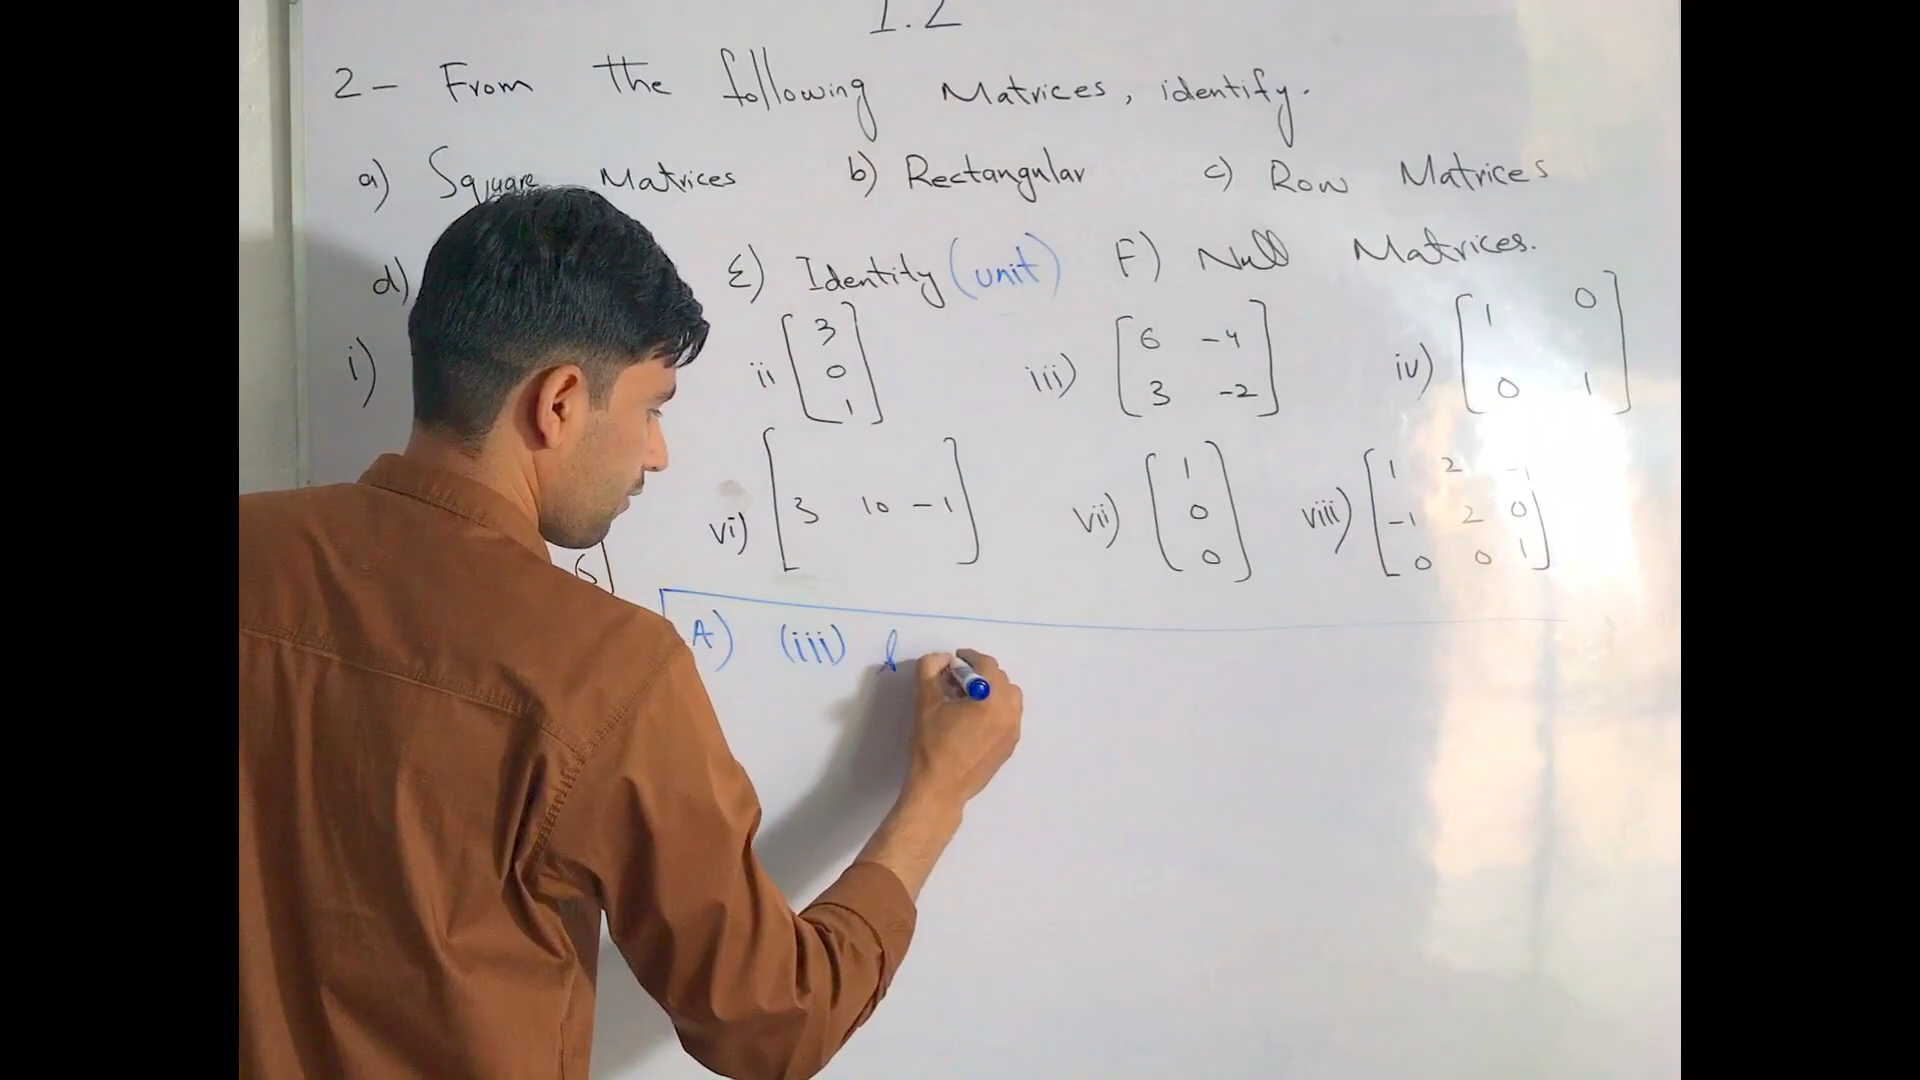 1.2
2- From the following Matrices, identify.
a) Square Matrices b) Rectangular c) Row Matrices
d) E) Identity (unit) F) Null Matrices.
i) ii [3 0 1] iii) [6 -4 3 -2] iv) [1 0 0 1]
6] vi) [3 10 -1] vii) [1 0 0] viii) [1 2 -1 -1 2 0 0 0 1]
A) (iii)